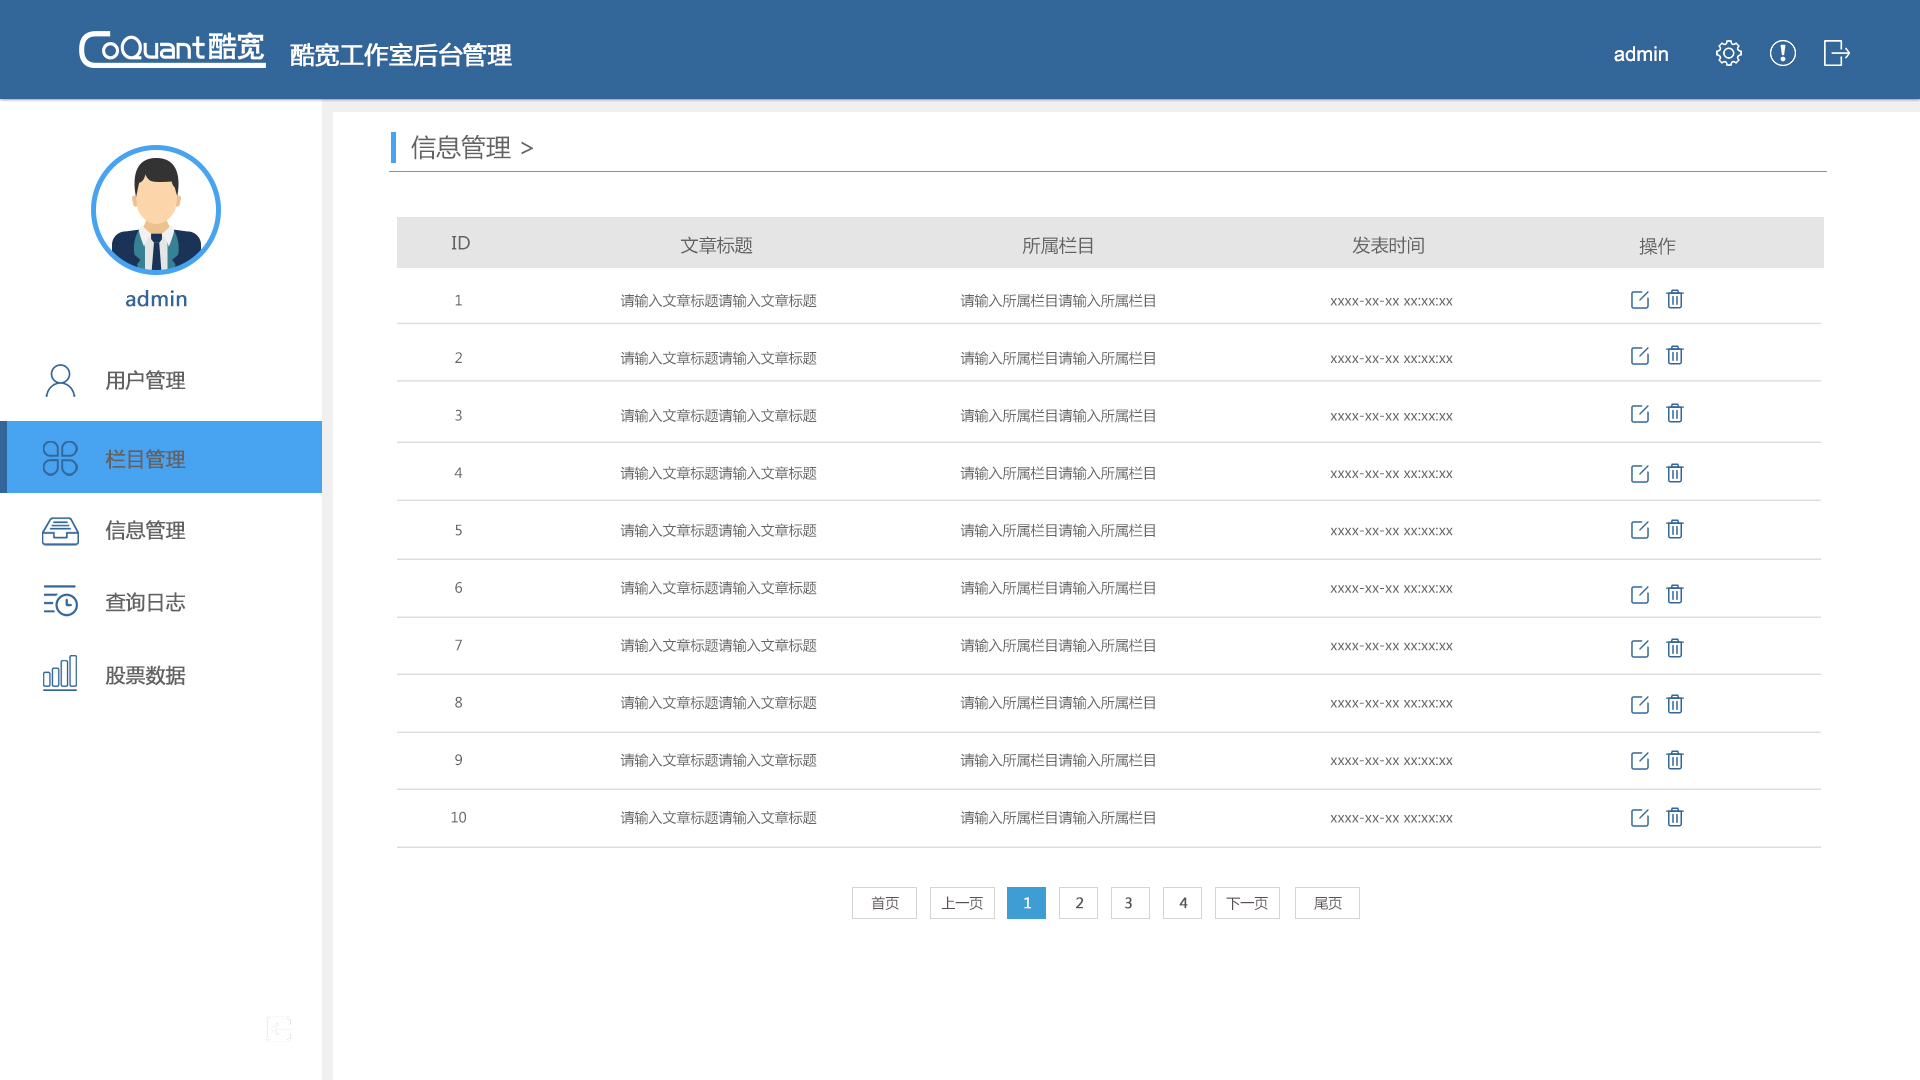 CoQuant酷宽 酷宽工作室后台管理 admin
admin
用户管理
栏目管理
信息管理
查询日志
股票数据
信息管理 >
ID 文章标题 所属栏目 发表时间 操作
1 请输入文章标题请输入文章标题 请输入所属栏目请输入所属栏目 xxxx-xx-xx xx:xx:xx
2 请输入文章标题请输入文章标题 请输入所属栏目请输入所属栏目 xxxx-xx-xx xx:xx:xx
3 请输入文章标题请输入文章标题 请输入所属栏目请输入所属栏目 xxxx-xx-xx xx:xx:xx
4 请输入文章标题请输入文章标题 请输入所属栏目请输入所属栏目 xxxx-xx-xx xx:xx:xx
5 请输入文章标题请输入文章标题 请输入所属栏目请输入所属栏目 xxxx-xx-xx xx:xx:xx
6 请输入文章标题请输入文章标题 请输入所属栏目请输入所属栏目 xxxx-xx-xx xx:xx:xx
7 请输入文章标题请输入文章标题 请输入所属栏目请输入所属栏目 xxxx-xx-xx xx:xx:xx
8 请输入文章标题请输入文章标题 请输入所属栏目请输入所属栏目 xxxx-xx-xx xx:xx:xx
9 请输入文章标题请输入文章标题 请输入所属栏目请输入所属栏目 xxxx-xx-xx xx:xx:xx
10 请输入文章标题请输入文章标题 请输入所属栏目请输入所属栏目 xxxx-xx-xx xx:xx:xx
首页 上一页 1 2 3 4 下一页 尾页